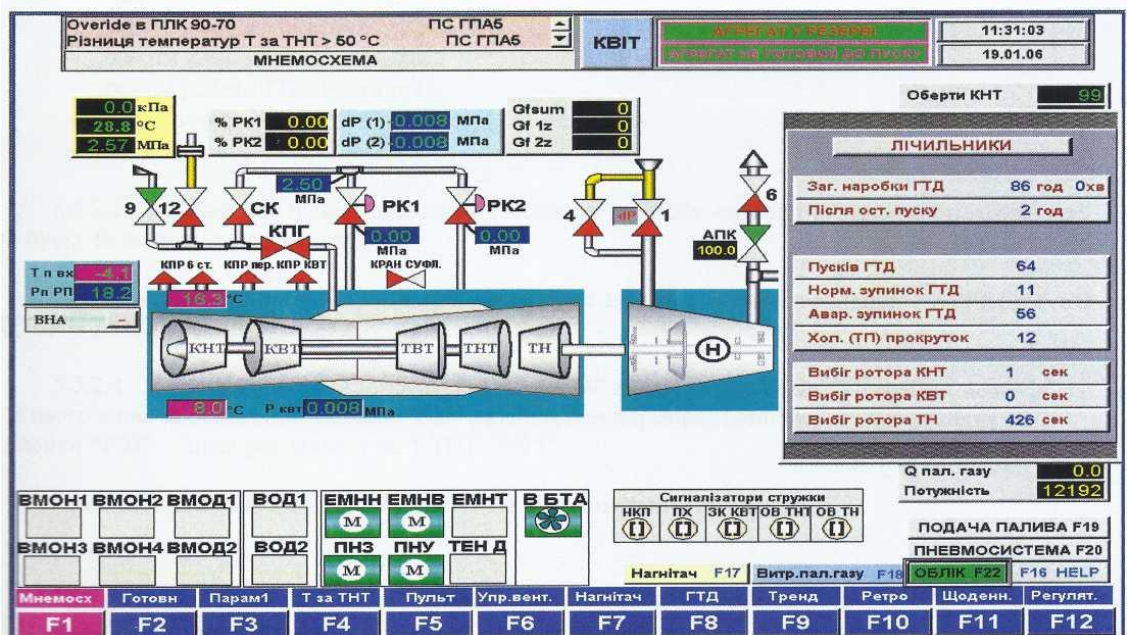 Overide в ПЛК 90-70 ПС ГПА5
Різниця температур Т за ТНТ > 50 °C ПС ГПА5
МНЕМОСХЕМА
КВІТ
АГРЕГАТ У РЕЗЕРВІ
АГРЕГАТ НЕ ГОТОВИЙ ДО ПУСКУ
11:31:03
19.01.06
Оберти КНТ 99
0.0 кПа
28.8 °C
2.57 МПа
% РК1 0.00
% РК2 0.00
dP (1) -0.008 МПа
dP (2) -0.008 МПа
Gfsum 0
Gf 1z 0
Gf 2z 0
ЛІЧИЛЬНИКИ
Заг. наробки ГТД 86 год 0хв
Після ост. пуску 2 год
Пусків ГТД 64
Норм. зупинок ГТД 11
Авар. зупинок ГТД 56
Хол. (ТП) прокруток 12
Вибіг ротора КНТ 1 сек
Вибіг ротора КВТ 0 сек
Вибіг ротора ТН 426 сек
2.50
МПа
9 12 СК РК1 РК2 4 dP 1 6
КПГ
0.00
МПа
0.00
МПа
АПК
100.0
КПР 6 ст. КПР пер. КПР КВТ КРАН СУФЛ.
Т п вх -4.1
Рп РП 18.2
ВНА -
16.3 °C
КНТ КВТ ТВТ ТНТ ТН Н
8.0 °C Р квт 0.008 МПа
Q пал. газу 0.0
Потужність 12192
ВМОН1 ВМОН2 ВМОД1 ВОД1 ЕМНН ЕМНВ ЕМНТ В БТА
М М
ВМОН3 ВМОН4 ВМОД2 ВОД2 ПНЗ ПНУ ТЕН Д
М М
Сигналізатори стружки
НКП ПХ ЗК КВТ ОВ ТНТ ОВ ТН
ПОДАЧА ПАЛИВА F19
ПНЕВМОСИСТЕМА F20
Нагнітач F17 Витр.пал.газу F18 ОБЛІК F22 F16 HELP
Мнемосх Готовн Парам1 Т за ТНТ Пульт Упр.вент. Нагнітач ГТД Тренд Ретро Щоденн. Регулят.
F1 F2 F3 F4 F5 F6 F7 F8 F9 F10 F11 F12